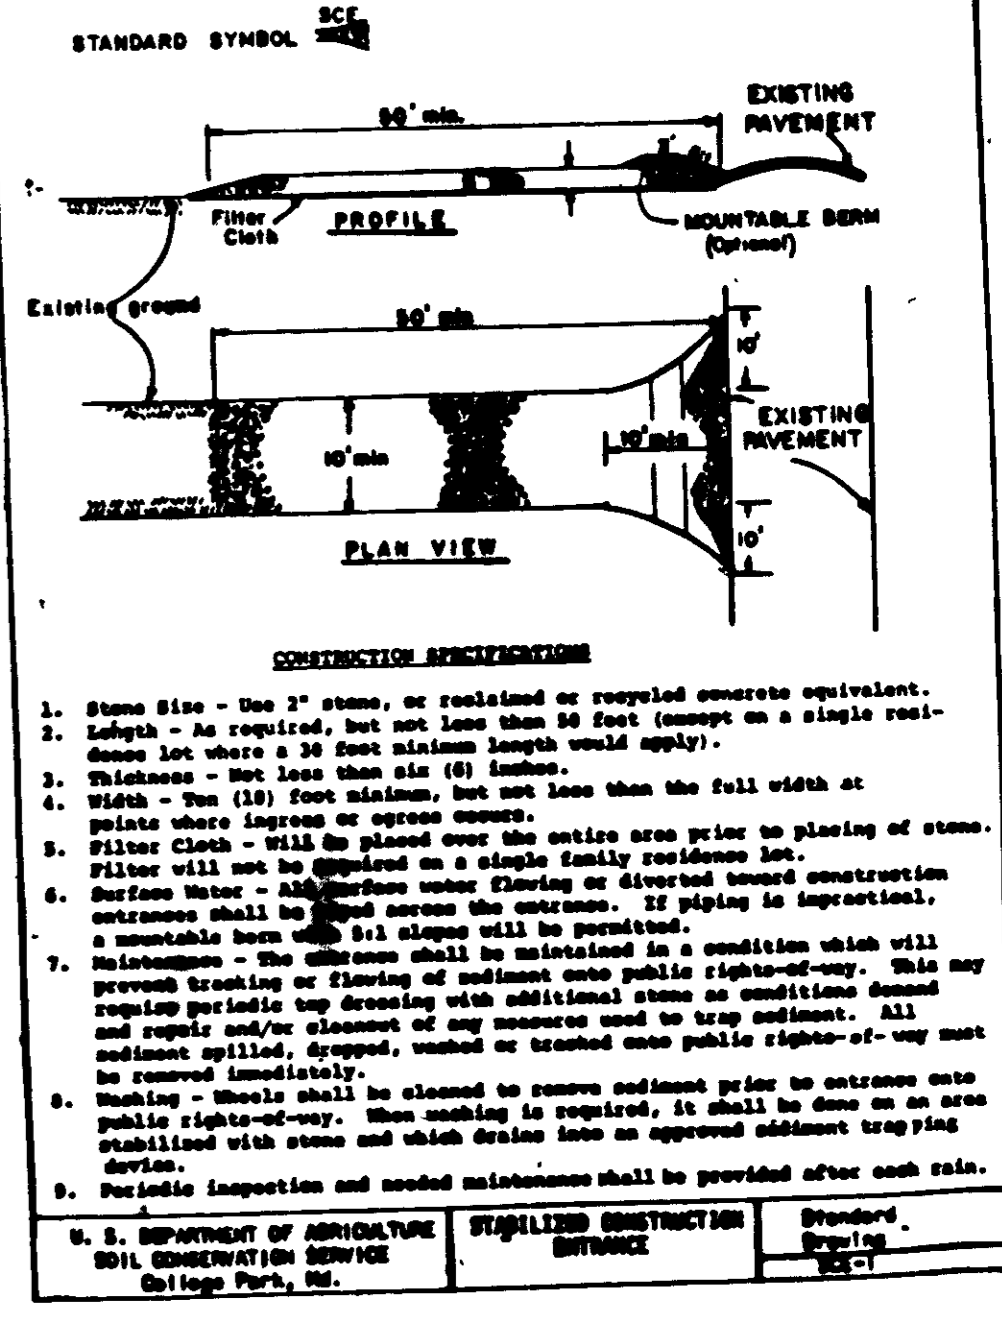 SCE
STANDARD SYMBOL
50' min.
EXISTING
PAVEMENT
Filter
Cloth
PROFILE
MOUNTABLE BERM
(Optional)
Existing ground
50' min
10'
EXISTING
PAVEMENT
10' min
10' min
10'
PLAN VIEW
CONSTRUCTION SPECIFICATIONS
1. Stone Size - Use 2" stone, or reclaimed or recycled concrete equivalent.
2. Length - As required, but not less than 50 feet (except on a single resi-
dence lot where a 30 foot minimum length would apply).
3. Thickness - Not less than six (6) inches.
4. Width - Ten (10) foot minimum, but not less than the full width at
points where ingress or egress occurs.
5. Filter Cloth - Will be placed over the entire area prior to placing of stone.
Filter will not be required on a single family residence lot.
6. Surface Water - All surface water flowing or diverted toward construction
entrances shall be piped across the entrance. If piping is impractical,
a mountable berm with 5:1 slopes will be permitted.
7. Maintenance - The entrance shall be maintained in a condition which will
prevent tracking or flowing of sediment onto public rights-of-way. This may
require periodic top dressing with additional stone as conditions demand
and repair and/or cleanout of any measures used to trap sediment. All
sediment spilled, dropped, washed or tracked onto public rights-of-way must
be removed immediately.
8. Washing - Wheels shall be cleaned to remove sediment prior to entrance onto
public rights-of-way. When washing is required, it shall be done on an area
stabilized with stone and which drains into an approved sediment trapping
device.
9. Periodic inspection and needed maintenance shall be provided after each rain.
U. S. DEPARTMENT OF AGRICULTURE
SOIL CONSERVATION SERVICE
College Park, Md.
STABILIZED CONSTRUCTION
ENTRANCE
Standard
Drawing
SCE-1